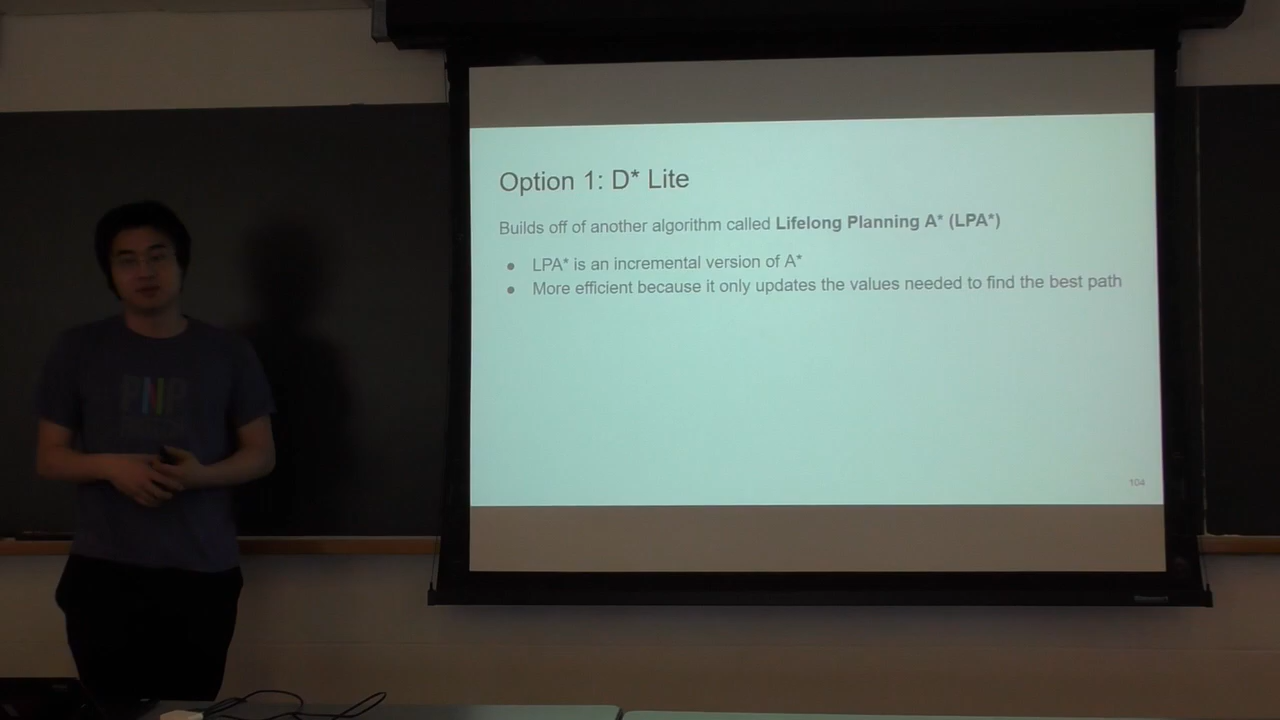 Option 1: D* Lite
Builds off of another algorithm called Lifelong Planning A* (LPA*)
● LPA* is an incremental version of A*
● More efficient because it only updates the values needed to find the best path
104